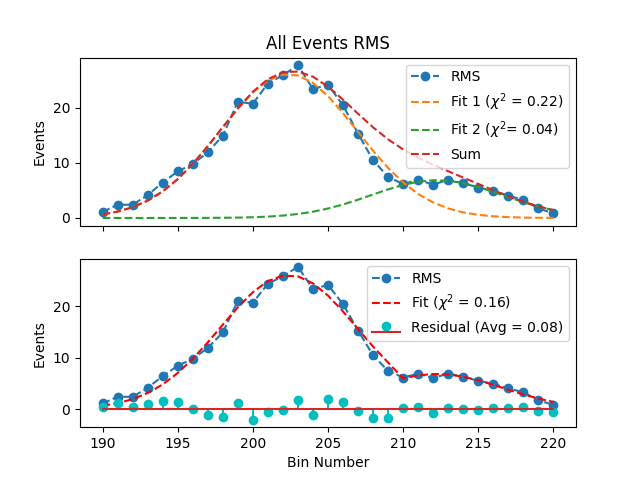 All Events RMS
Events
20
10
0
RMS
Fit 1 (χ² = 0.22)
Fit 2 (χ²= 0.04)
Sum
Events
20
10
0
RMS
Fit (χ² = 0.16)
Residual (Avg = 0.08)
190 195 200 205 210 215 220
Bin Number